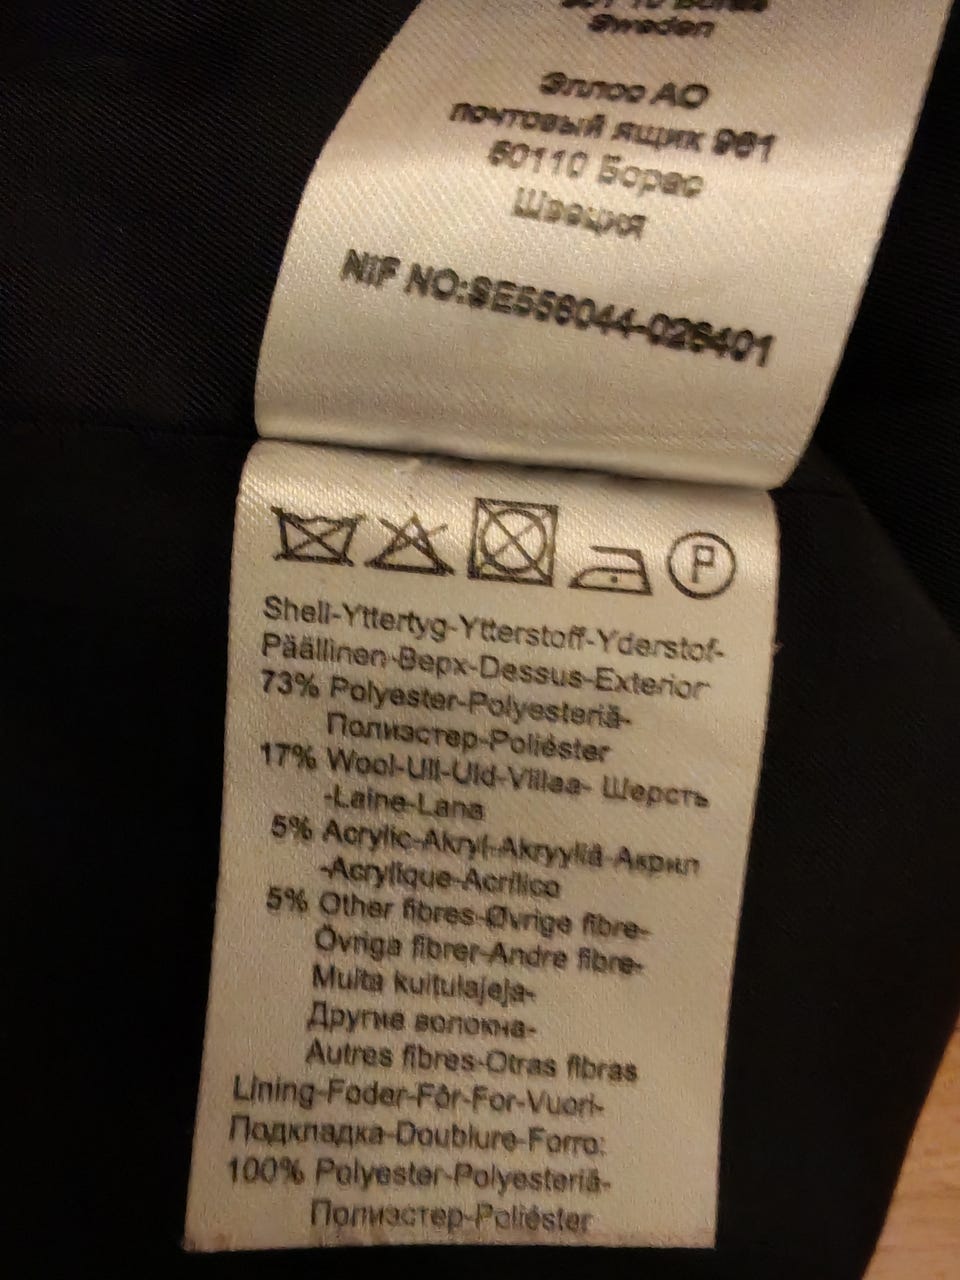 Sweden
Эллос АО
почтовый ящик 961
50110 Борас
Швеция
NIF NO:SE556044-026401
P
Shell-Yttertyg-Ytterstoff-Yderstof-
Päällinen-Верх-Dessus-Exterior
73% Polyester-Polyesteriä-
Полиэстер-Poliéster
17% Wool-Ull-Uld-Villaa- Шерсть
-Laine-Lana
5% Acrylic-Akryl-Akryyliä-Акрил
-Acrylique-Acrílico
5% Other fibres-Øvrige fibre-
Övriga fibrer-Andre fibre-
Muita kuitulajeja-
Другие волокна-
Autres fibres-Otras fibras
Lining-Foder-Fôr-For-Vuori-
Подкладка-Doublure-Forro:
100% Polyester-Polyesteriä-
Полиэстер-Poliéster